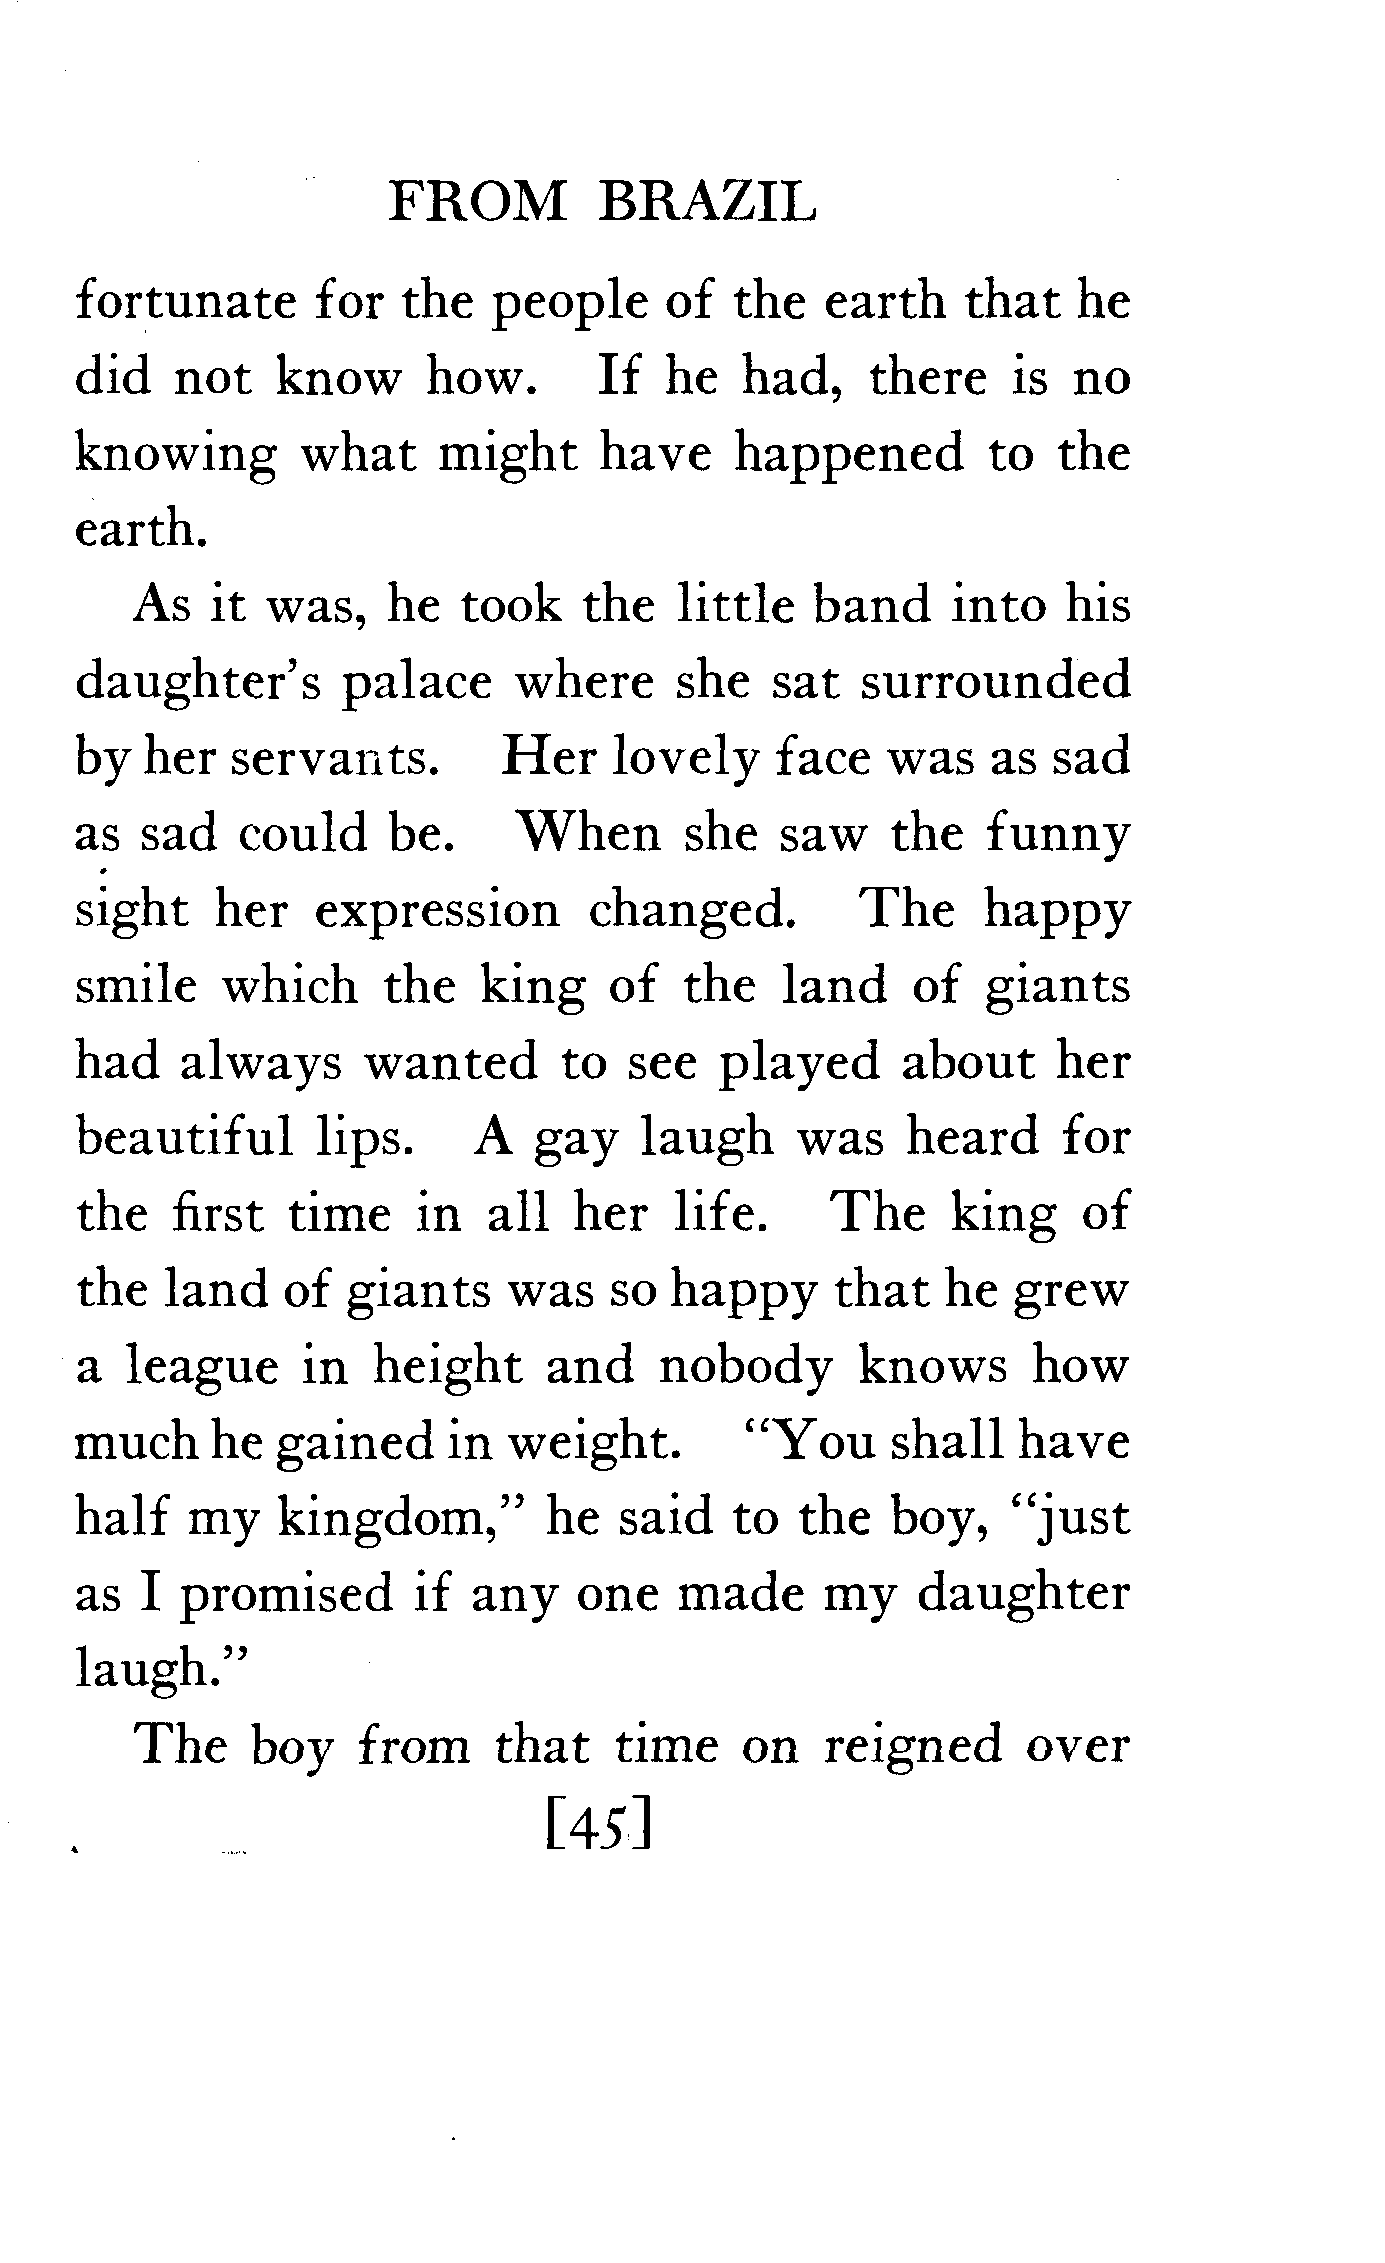 FROM BRAZIL
fortunate for the people of the earth that he
did not know how. If he had, there is no
knowing what might have happened to the
earth.
As it was, he took the little band into his
daughter's palace where she sat surrounded
by her servants. Her lovely face was as sad
as sad could be. When she saw the funny
sight her expression changed. The happy
smile which the king of the land of giants
had always wanted to see played about her
beautiful lips. A gay laugh was heard for
the first time in all her life. The king of
the land of giants was so happy that he grew
a league in height and nobody knows how
much he gained in weight. "You shall have
half my kingdom," he said to the boy, "just
as I promised if any one made my daughter
laugh."
The boy from that time on reigned over
[45]